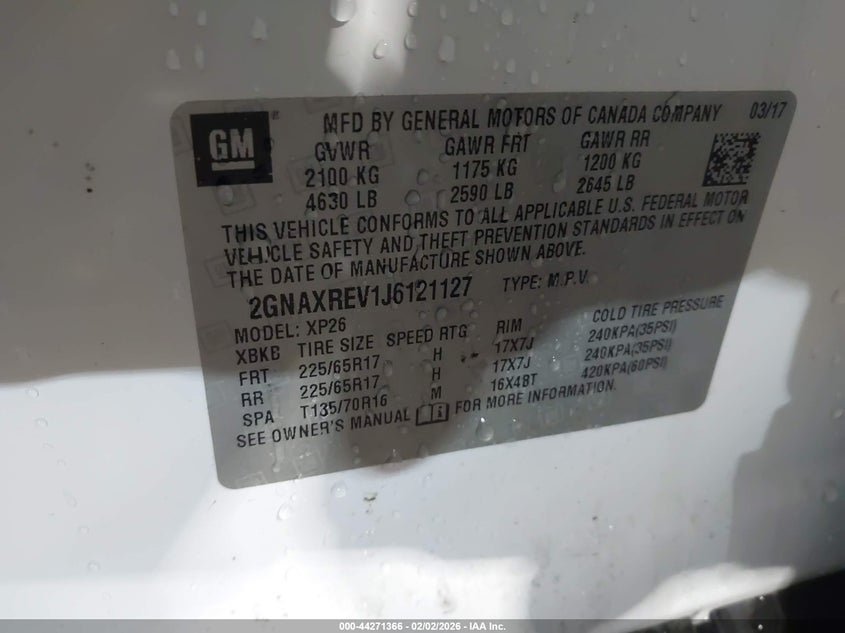 GM ® MFD BY GENERAL MOTORS OF CANADA COMPANY 03/17
GVWR GAWR FRT GAWR RR
2100 KG 1175 KG 1200 KG
4630 LB 2590 LB 2645 LB
THIS VEHICLE CONFORMS TO ALL APPLICABLE U.S. FEDERAL MOTOR
VEHICLE SAFETY AND THEFT PREVENTION STANDARDS IN EFFECT ON
THE DATE OF MANUFACTURE SHOWN ABOVE.
2GNAXREV1J6121127 TYPE: M.P.V.
MODEL: XP26
XBKB TIRE SIZE SPEED RTG RIM COLD TIRE PRESSURE
FRT 225/65R17 H 17X7J 240KPA(35PSI)
RR 225/65R17 H 17X7J 240KPA(35PSI)
SPA T135/70R16 M 16X4BT 420KPA(60PSI)
SEE OWNER'S MANUAL FOR MORE INFORMATION.
000-44271366 - 02/02/2026 - IAA Inc.